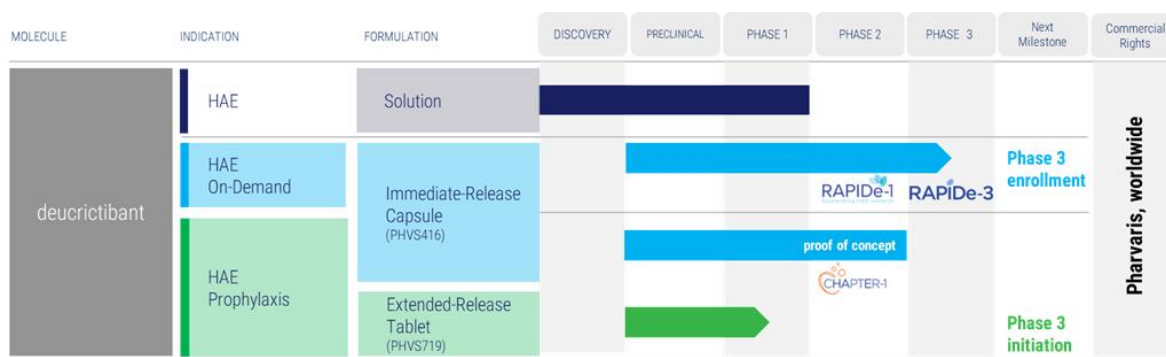 MOLECULE
INDICATION
FORMULATION
DISCOVERY
PRECLINICAL
PHASE 1
PHASE 2
PHASE 3
Next
Milestone
Commercial
Rights
deucrictibant
HAE
Solution
HAE
On-Demand
Immediate-Release
Capsule
(PHVS416)
RAPIDe-1
RAPIDe-3
Phase 3
enrollment
HAE
Prophylaxis
proof of concept
CHAPTER-1
Extended-Release
Tablet
(PHVS719)
Phase 3
initiation
Pharvaris, worldwide